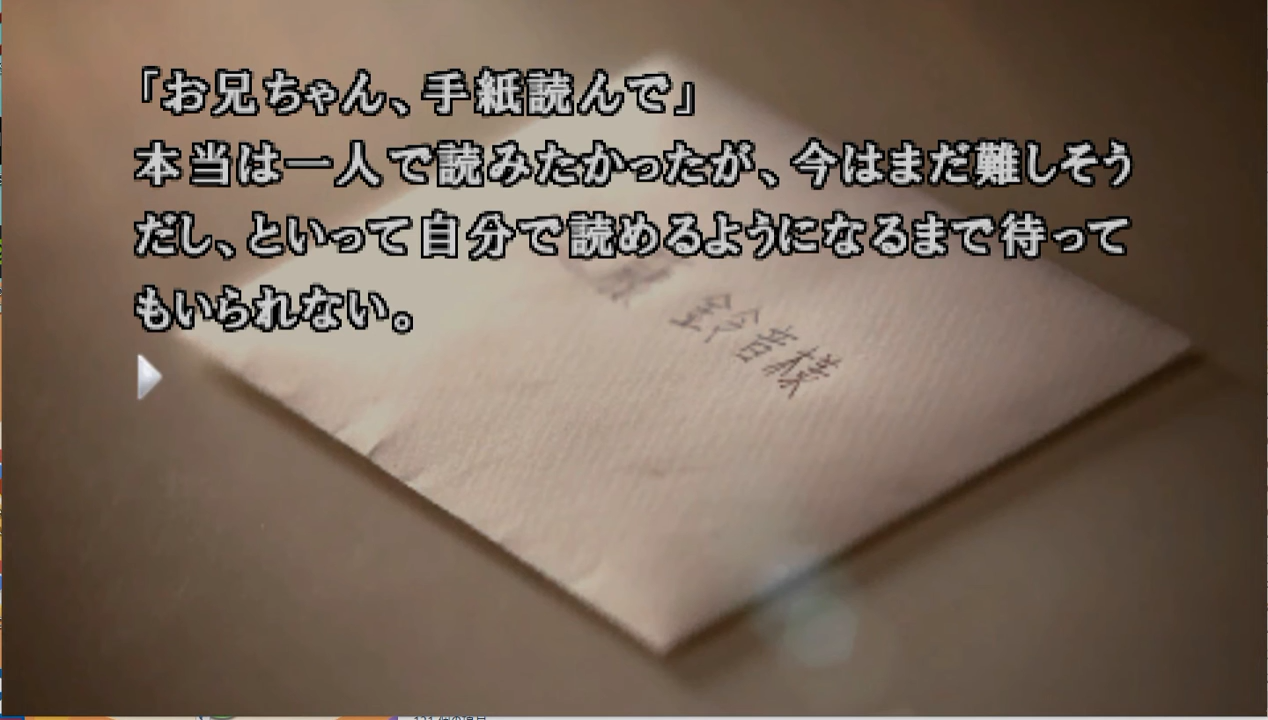 「お兄ちゃん、手紙読んで」
本当は一人で読みたかったが、今はまだ難しそう
だし、といって自分で読めるようになるまで待って
もいられない。
鈴音様